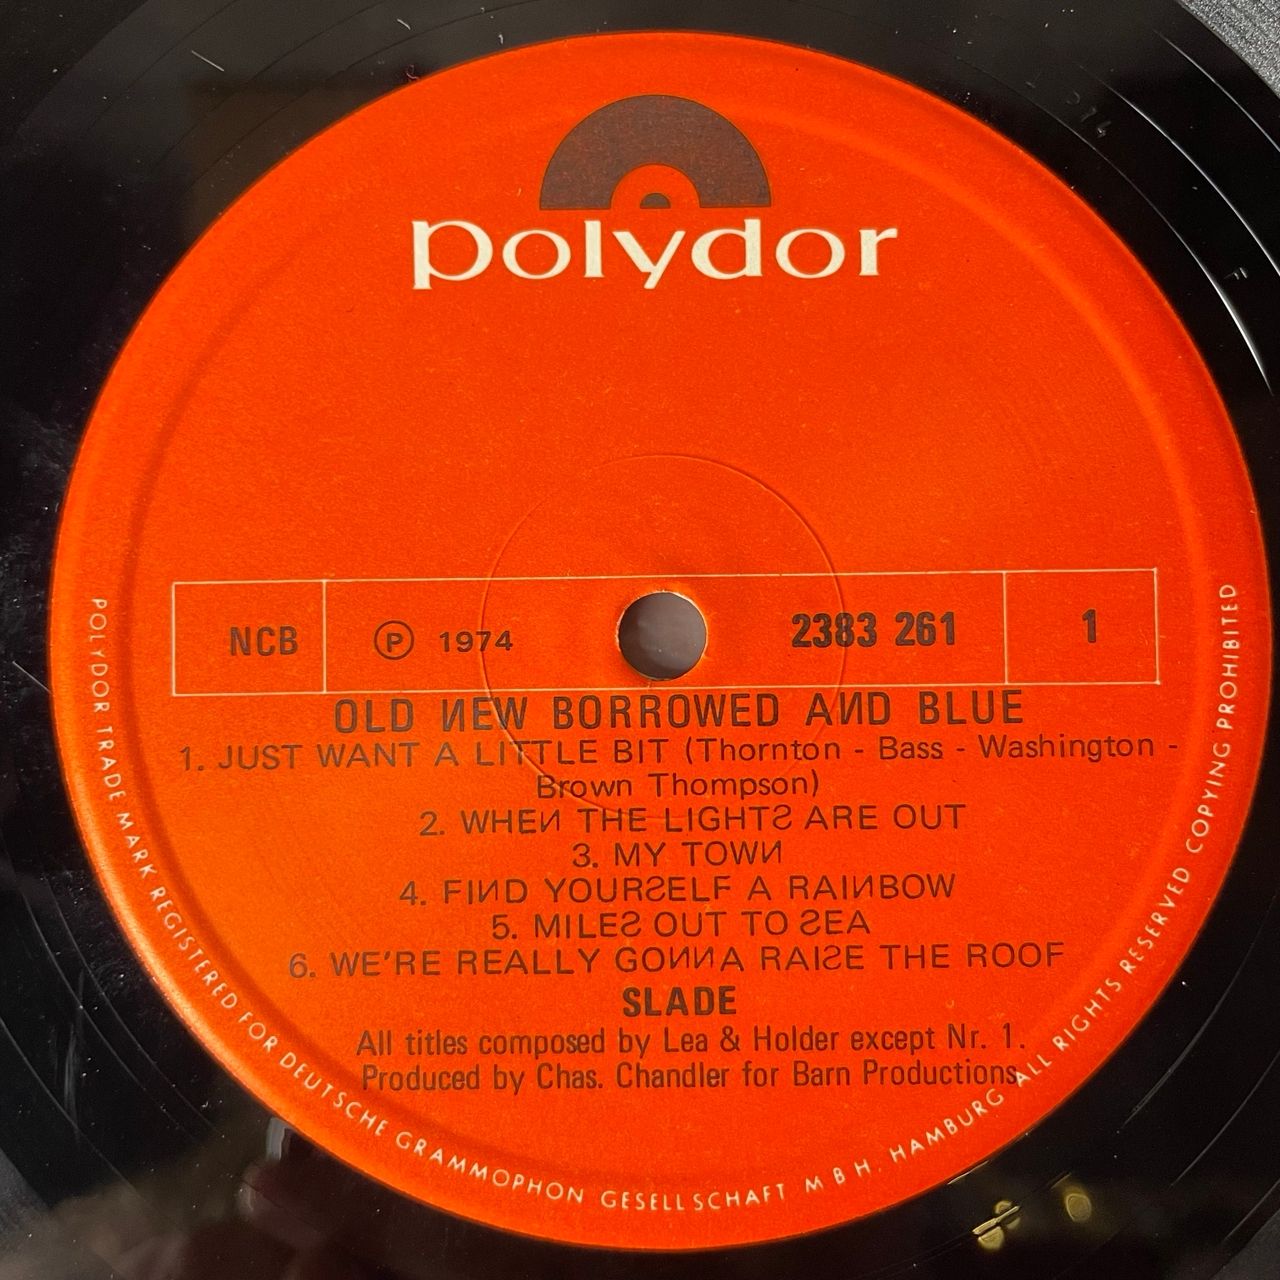 polydor
NCB ℗ 1974 2383 261 1
OLD NEW BORROWED AND BLUE
1. JUST WANT A LITTLE BIT (Thornton - Bass - Washington -
Brown Thompson)
2. WHEN THE LIGHTS ARE OUT
3. MY TOWN
4. FIND YOURSELF A RAINBOW
5. MILES OUT TO SEA
6. WE'RE REALLY GONNA RAISE THE ROOF
SLADE
All titles composed by Lea & Holder except Nr. 1.
Produced by Chas. Chandler for Barn Productions.
POLYDOR TRADE MARK REGISTERED FOR DEUTSCHE GRAMMOPHON GESELLSCHAFT M B H. HAMBURG ALL RIGHTS RESERVED COPYING PROHIBITED